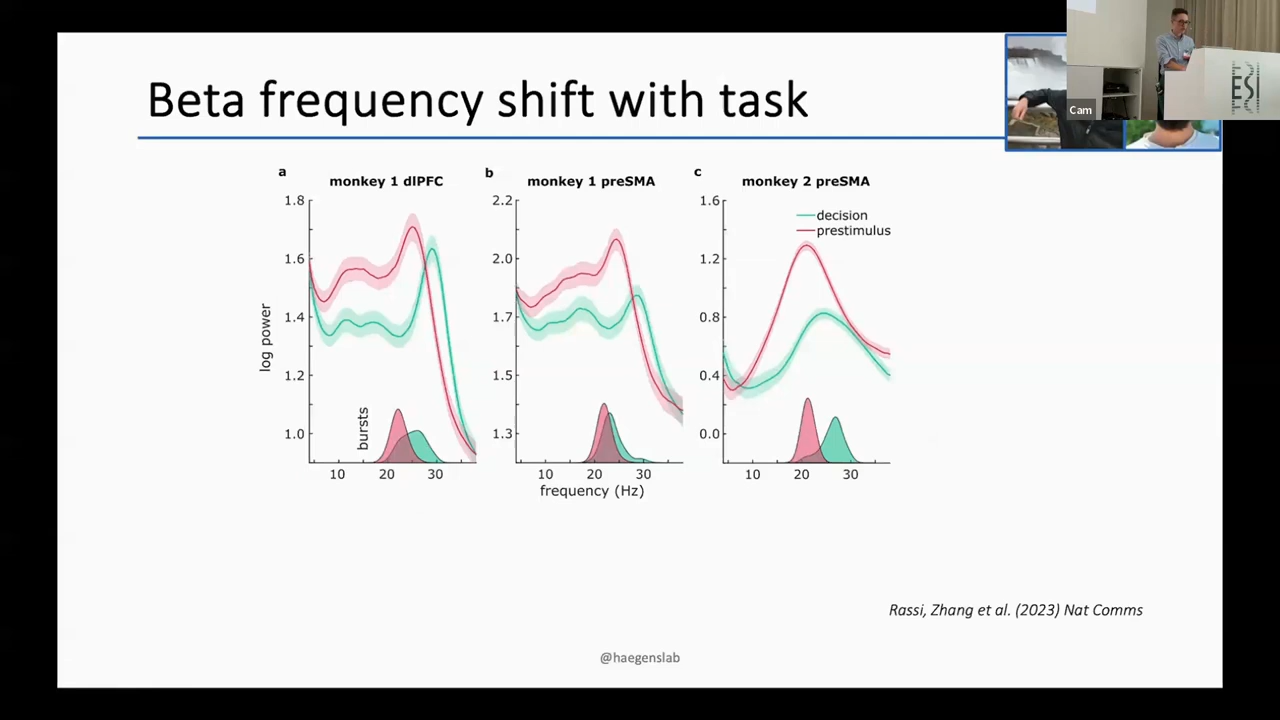 Beta frequency shift with task
Cam
ESI
a
monkey 1 dlPFC
b
monkey 1 preSMA
c
monkey 2 preSMA
decision
prestimulus
log power
1.8
1.6
1.4
1.2
1.0
bursts
10 20 30
2.2
2.0
1.7
1.5
1.3
10 20 30
1.6
1.2
0.8
0.4
0.0
10 20 30
frequency (Hz)
Rassi, Zhang et al. (2023) Nat Comms
@haegenslab